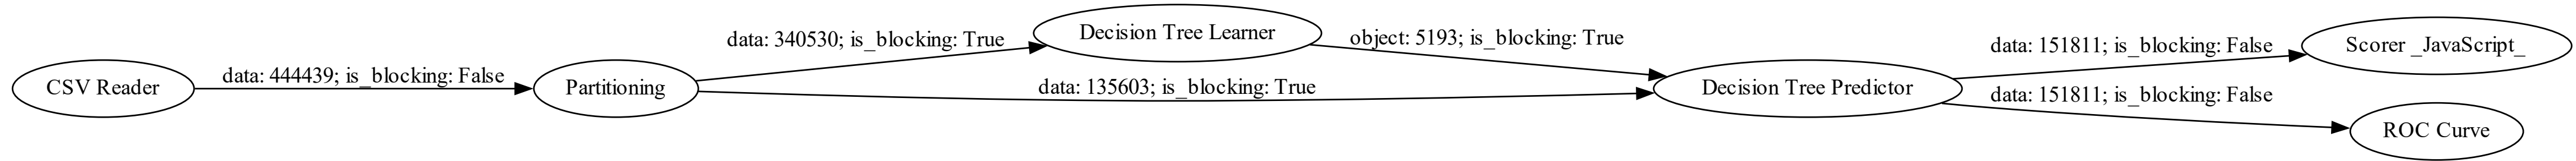 CSV Reader
data: 444439; is_blocking: False
Partitioning
data: 340530; is_blocking: True
Decision Tree Learner
object: 5193; is_blocking: True
data: 135603; is_blocking: True
Decision Tree Predictor
data: 151811; is_blocking: False
Scorer _JavaScript_
data: 151811; is_blocking: False
ROC Curve